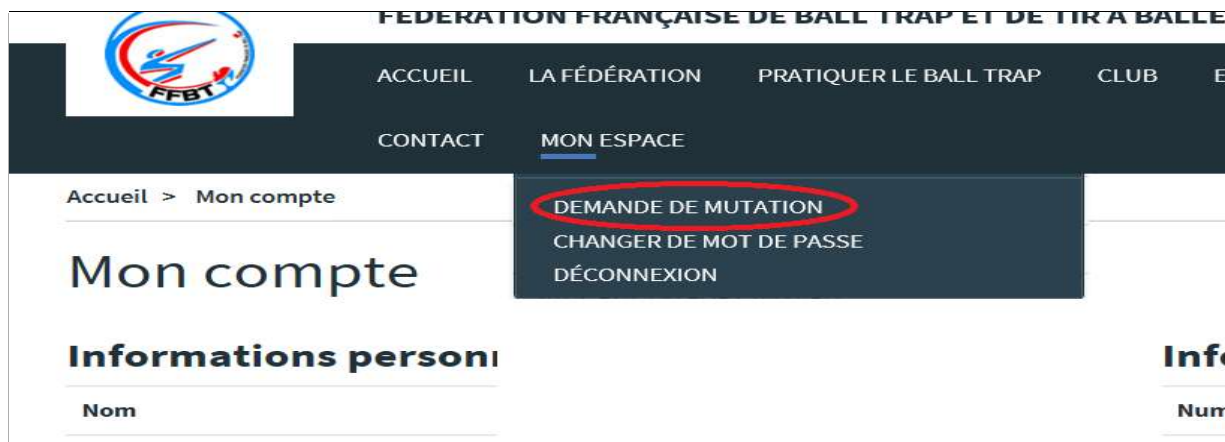 FÉDÉRATION FRANÇAISE DE BALL TRAP ET DE TIR À BALLE
FFBT
ACCUEIL LA FÉDÉRATION PRATIQUER LE BALL TRAP CLUB E
CONTACT MON ESPACE
Accueil > Mon compte
DEMANDE DE MUTATION
CHANGER DE MOT DE PASSE
DÉCONNEXION
Mon compte
Informations personn Info
Nom Num